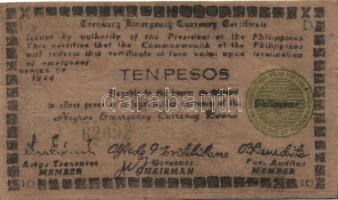 Treasury Emergency Currency Certificate
Issued by authority of the President of the Philippines
This certifies that the Commonwealth of the Philippines
will redeem this certificate at face value upon termination
of emergency
SERIES OF
1944
TEN PESOS
darabanth
Negros Emergency Currency Board
Actg. Treasurer Governor Pro. Auditor
MEMBER CHAIRMAN MEMBER
10 10